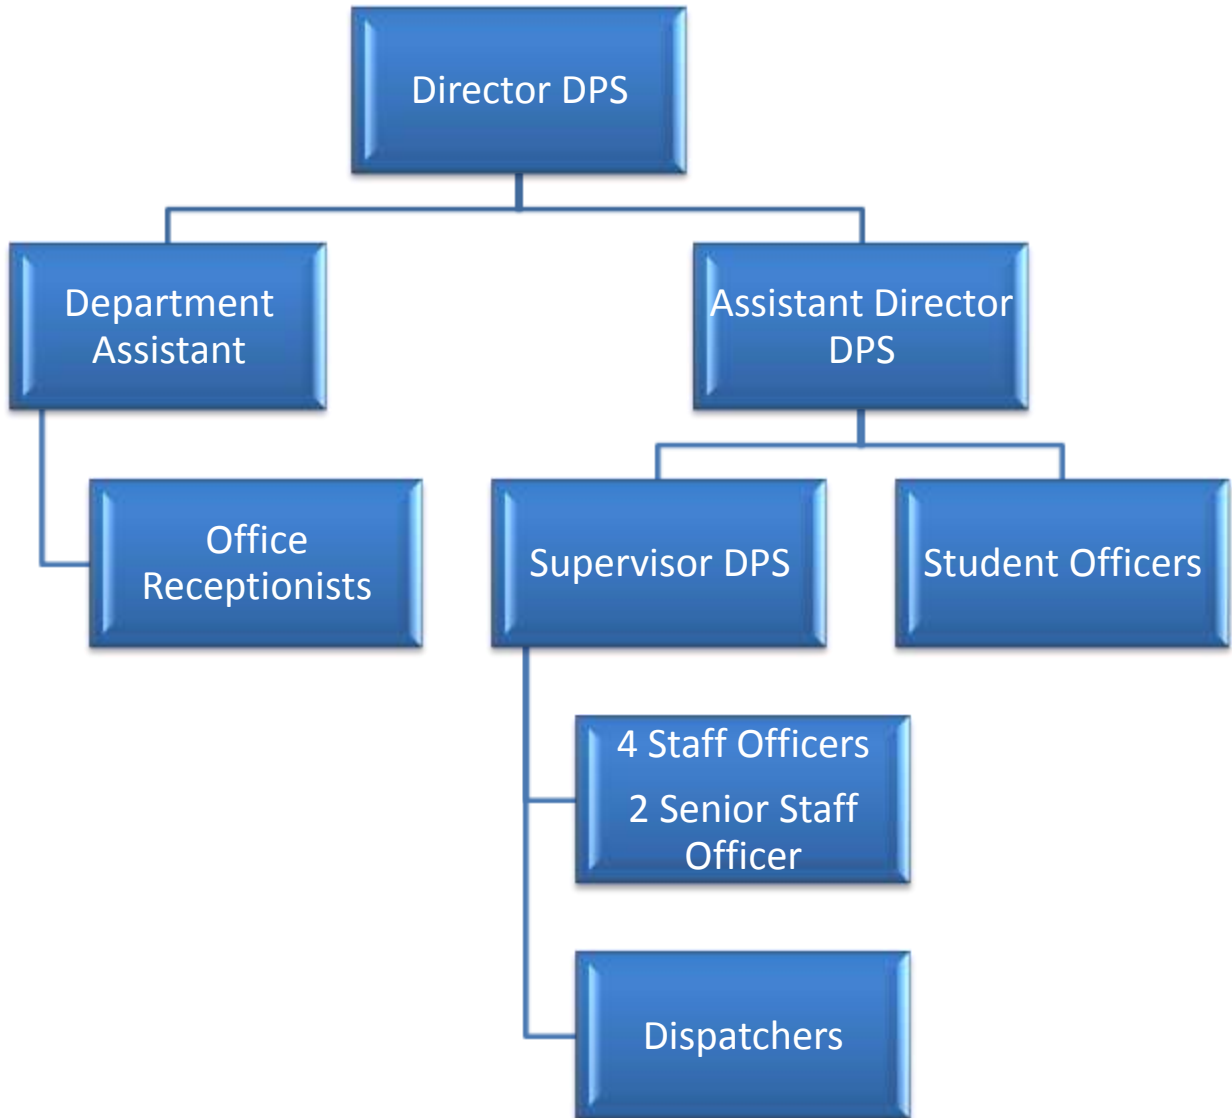 Director DPS
Department
Assistant
Assistant Director
DPS
Office
Receptionists
Supervisor DPS
Student Officers
4 Staff Officers
2 Senior Staff
Officer
Dispatchers